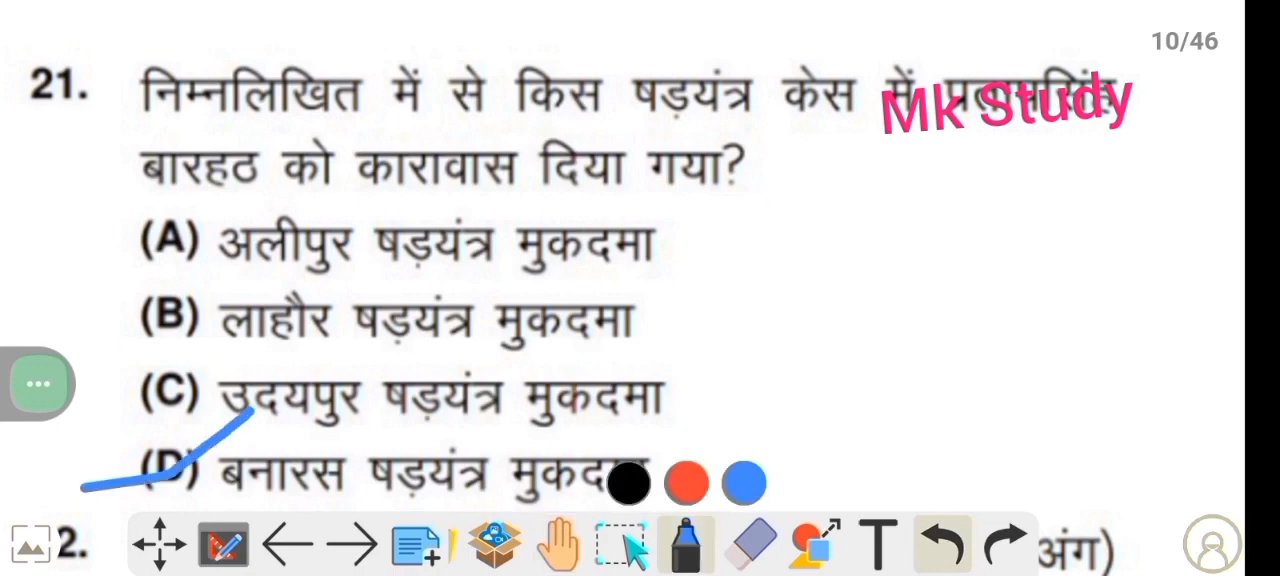 10/46
21. निम्नलिखित में से किस षड़यंत्र केस में
Mk Study
बारहठ को कारावास दिया गया?
(A) अलीपुर षड़यंत्र मुकदमा
(B) लाहौर षड़यंत्र मुकदमा
(C) उदयपुर षड़यंत्र मुकदमा
(D) बनारस षड़यंत्र
2. अंग)
T